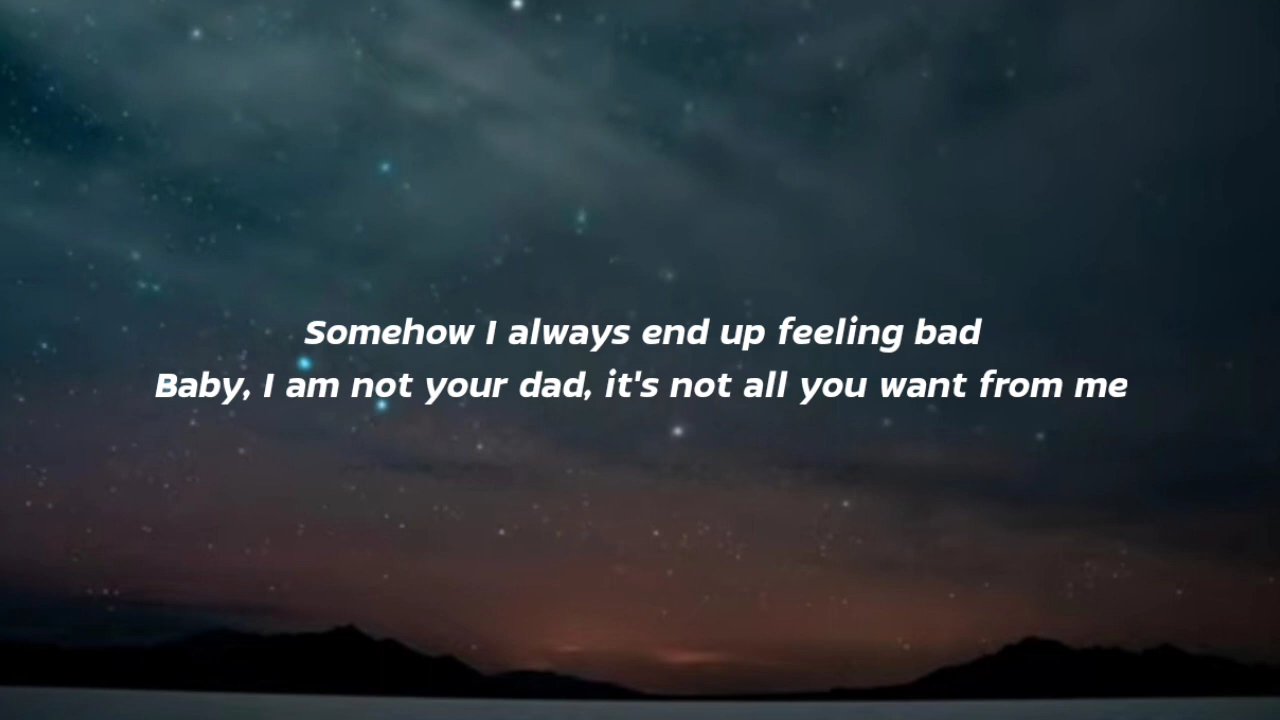 Somehow I always end up feeling bad
Baby, I am not your dad, it's not all you want from me